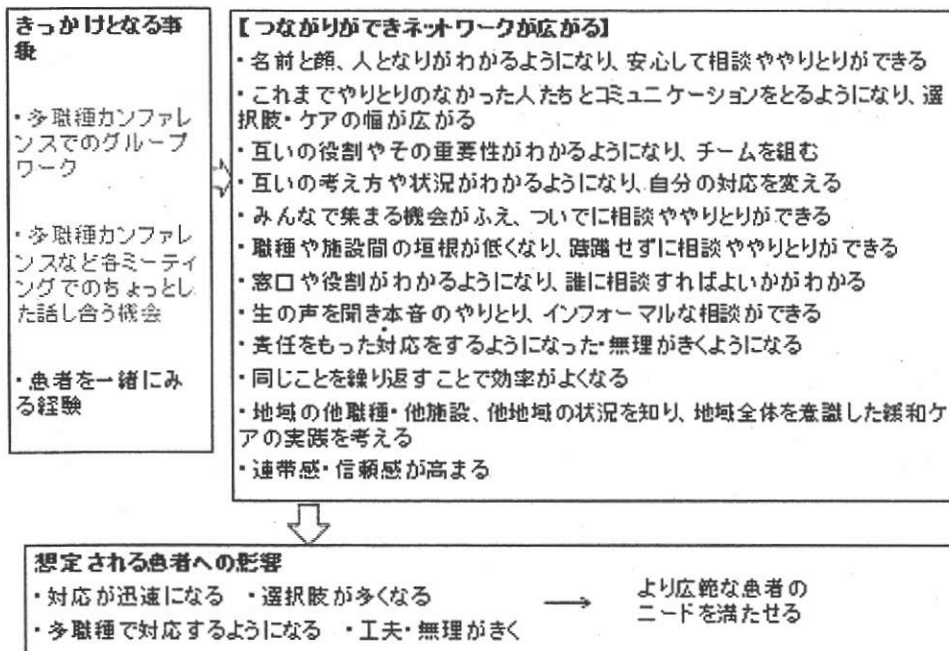 きっかけとなる事
象
・多職種カンファレ
ンスでのグループ
ワーク
・多職種カンファレ
ンスなど各ミーティ
ングでのちょっとし
た話し合う機会
・患者を一緒にみ
る経験
【つながりができネットワークが広がる】
・名前と顔、人となりがわかるようになり、安心して相談ややりとりができる
・これまでやりとりのなかった人たちとコミュニケーションをとるようになり、選
択肢・ケアの幅が広がる
・互いの役割やその重要性がわかるようになり、チームを組む
・互いの考え方や状況がわかるようになり、自分の対応を変える
・みんなで集まる機会がふえ、ついでに相談ややりとりができる
・職種や施設間の垣根が低くなり、躊躇せずに相談ややりとりができる
・窓口や役割がわかるようになり、誰に相談すればよいかがわかる
・生の声を聞き本音のやりとり、インフォーマルな相談ができる
・責任をもった対応をするようになった・無理がきくようになる
・同じことを繰り返すことで効率がよくなる
・地域の他職種・他施設、他地域の状況を知り、地域全体を意識した緩和ケ
アの実践を考える
・連帯感・信頼感が高まる
想定される患者への影響
・対応が迅速になる ・選択肢が多くなる
・多職種で対応するようになる ・工夫・無理がきく
より広範な患者の
ニードを満たせる